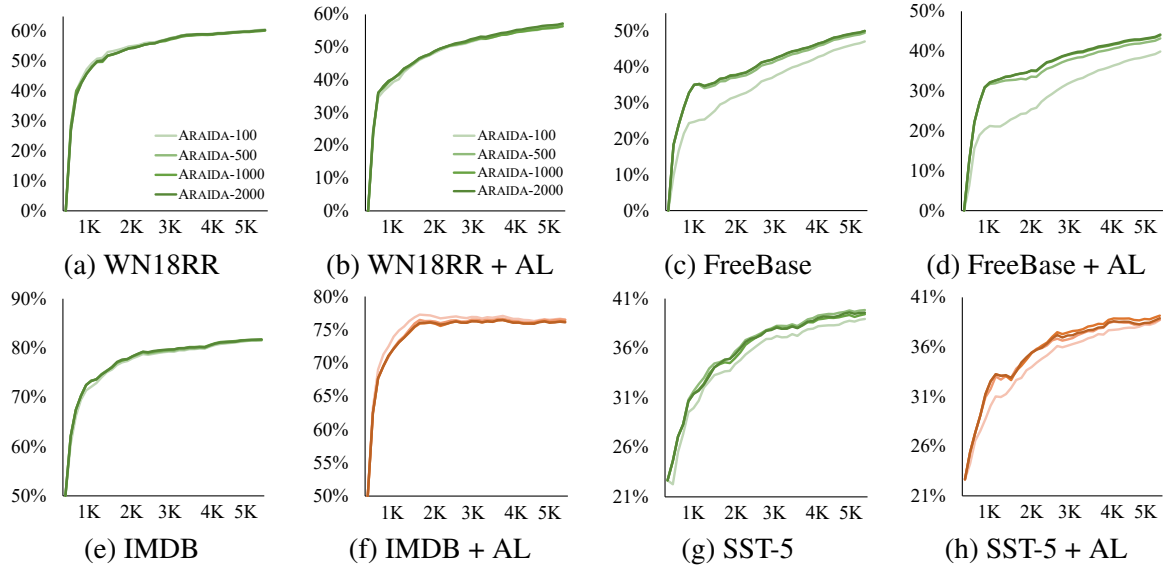 60%
50%
40%
30%
20%
10%
0%
ARAIDA-100
ARAIDA-500
ARAIDA-1000
ARAIDA-2000
1K 2K 3K 4K 5K
(a) WN18RR
60%
50%
40%
30%
20%
10%
0%
ARAIDA-100
ARAIDA-500
ARAIDA-1000
ARAIDA-2000
1K 2K 3K 4K 5K
(b) WN18RR + AL
50%
40%
30%
20%
10%
0%
1K 2K 3K 4K 5K
(c) FreeBase
50%
40%
30%
20%
10%
0%
1K 2K 3K 4K 5K
(d) FreeBase + AL
90%
80%
70%
60%
50%
1K 2K 3K 4K 5K
(e) IMDB
80%
75%
70%
65%
60%
55%
50%
1K 2K 3K 4K 5K
(f) IMDB + AL
41%
36%
31%
26%
21%
1K 2K 3K 4K 5K
(g) SST-5
41%
36%
31%
26%
21%
1K 2K 3K 4K 5K
(h) SST-5 + AL